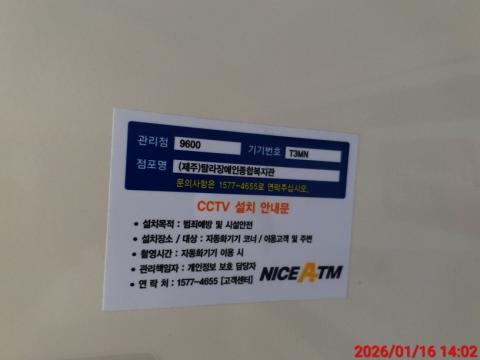 관리점 9600 기기번호 T3MN
점포명 (제주)탐라장애인종합복지관
문의사항은 1577-4655로 연락주십시오.
CCTV 설치 안내문
• 설치목적 : 범죄예방 및 시설안전
• 설치장소 / 대상 : 자동화기기 코너 / 이용고객 및 주변
• 촬영시간 : 자동화기기 이용 시
• 관리책임자 : 개인정보 보호 담당자
• 연 락 처 : 1577-4655 [고객센터]
NICE ATM
2026/01/16 14:02